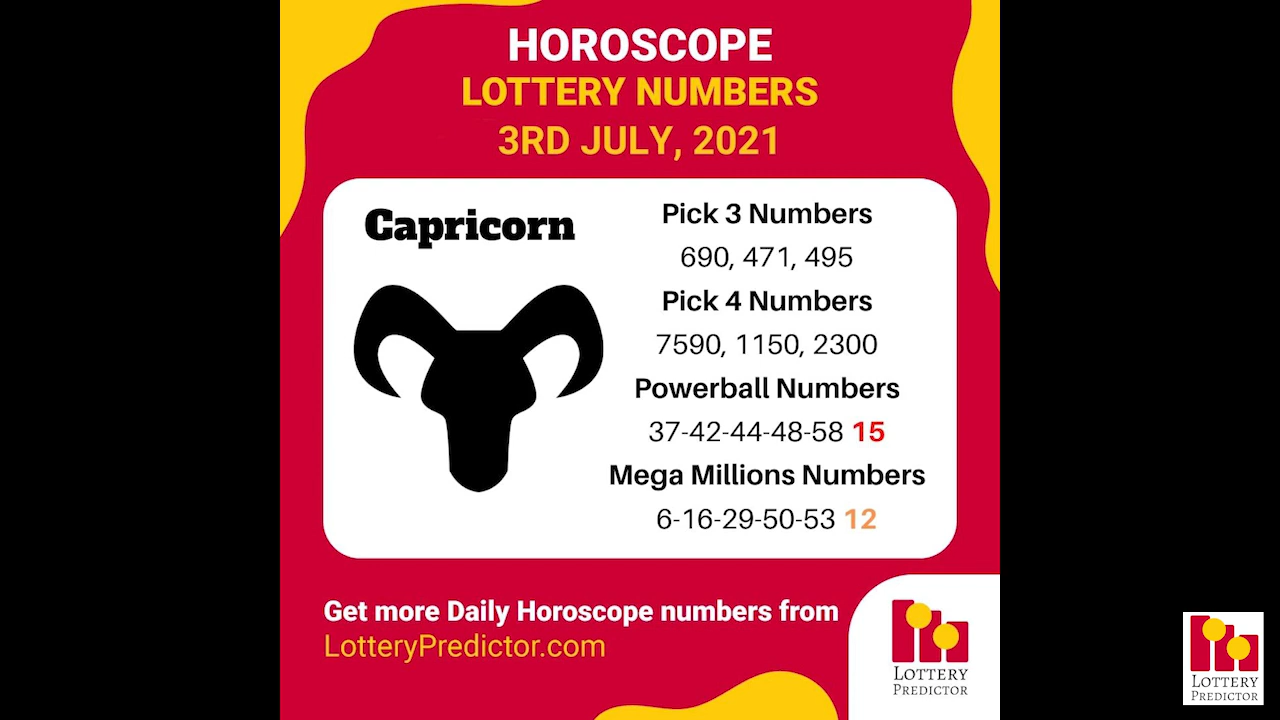 HOROSCOPE
LOTTERY NUMBERS
3RD JULY, 2021
Capricorn
Pick 3 Numbers
690, 471, 495
Pick 4 Numbers
7590, 1150, 2300
Powerball Numbers
37-42-44-48-58 15
Mega Millions Numbers
6-16-29-50-53 12
Get more Daily Horoscope numbers from
LotteryPredictor.com
LOTTERY
PREDICTOR
LOTTERY
PREDICTOR